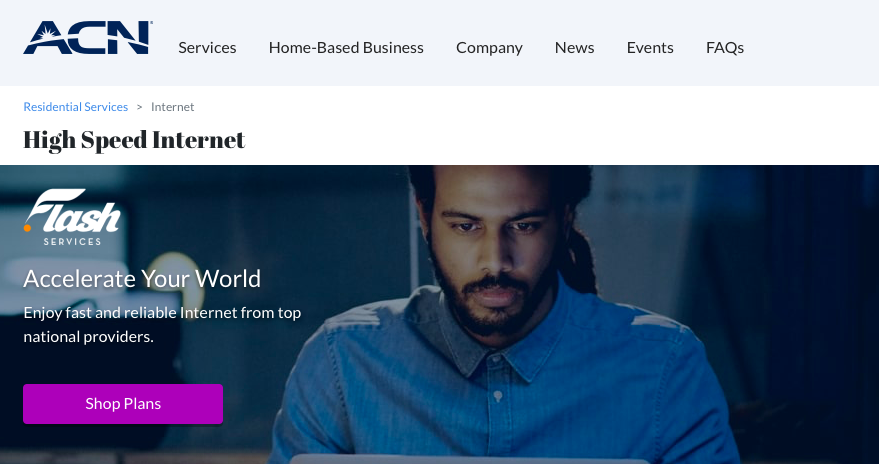 ACN
Services Home-Based Business Company News Events FAQs
Residential Services > Internet
High Speed Internet
Flash
SERVICES
Accelerate Your World
Enjoy fast and reliable Internet from top
national providers.
Shop Plans